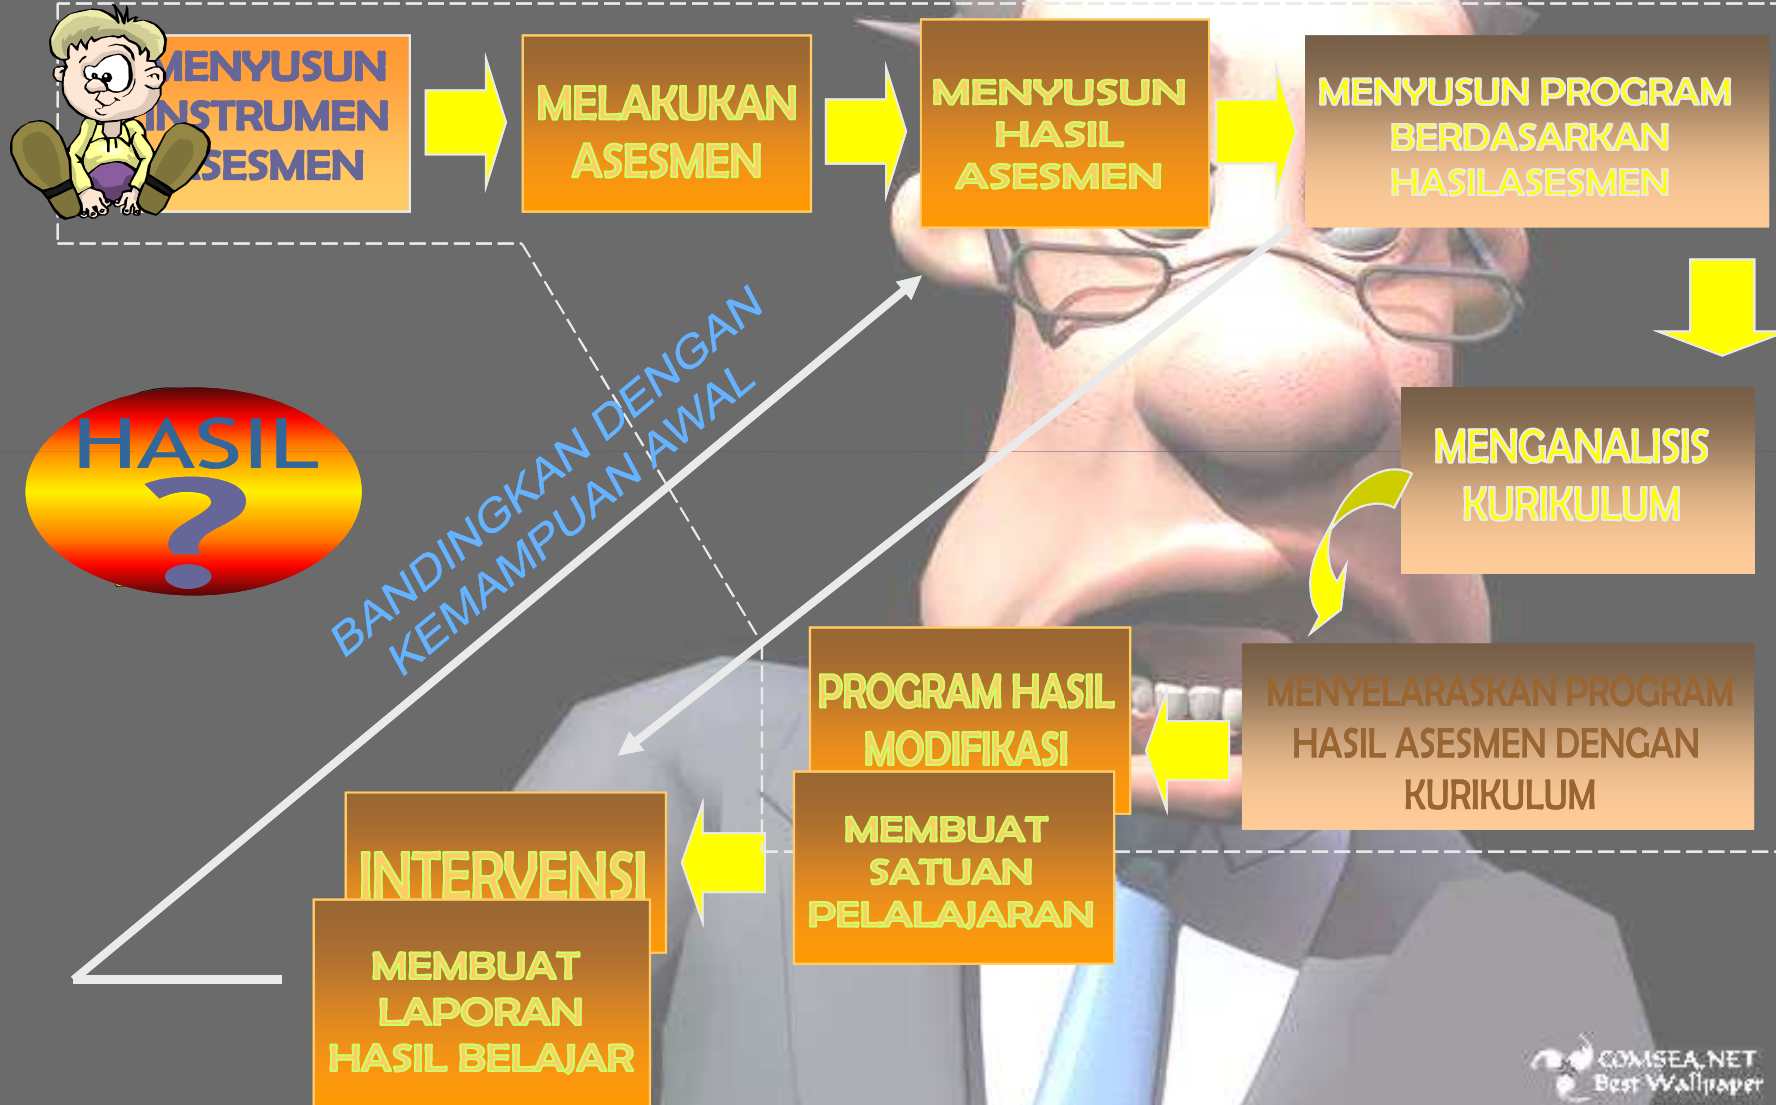 MENYUSUN
INSTRUMEN
ASESMEN
MELAKUKAN
ASESMEN
MENYUSUN
HASIL
ASESMEN
MENYUSUN PROGRAM
BERDASARKAN
HASILASESMEN
HASIL
?
BANDINGKAN DENGAN
KEMAMPUAN AWAL
MENGANALISIS
KURIKULUM
MENYELARASKAN PROGRAM
HASIL ASESMEN DENGAN
KURIKULUM
PROGRAM HASIL
MODIFIKASI
MEMBUAT
SATUAN
PELALAJARAN
INTERVENSI
MEMBUAT
LAPORAN
HASIL BELAJAR
COMSEA.NET
Best Wallpaper